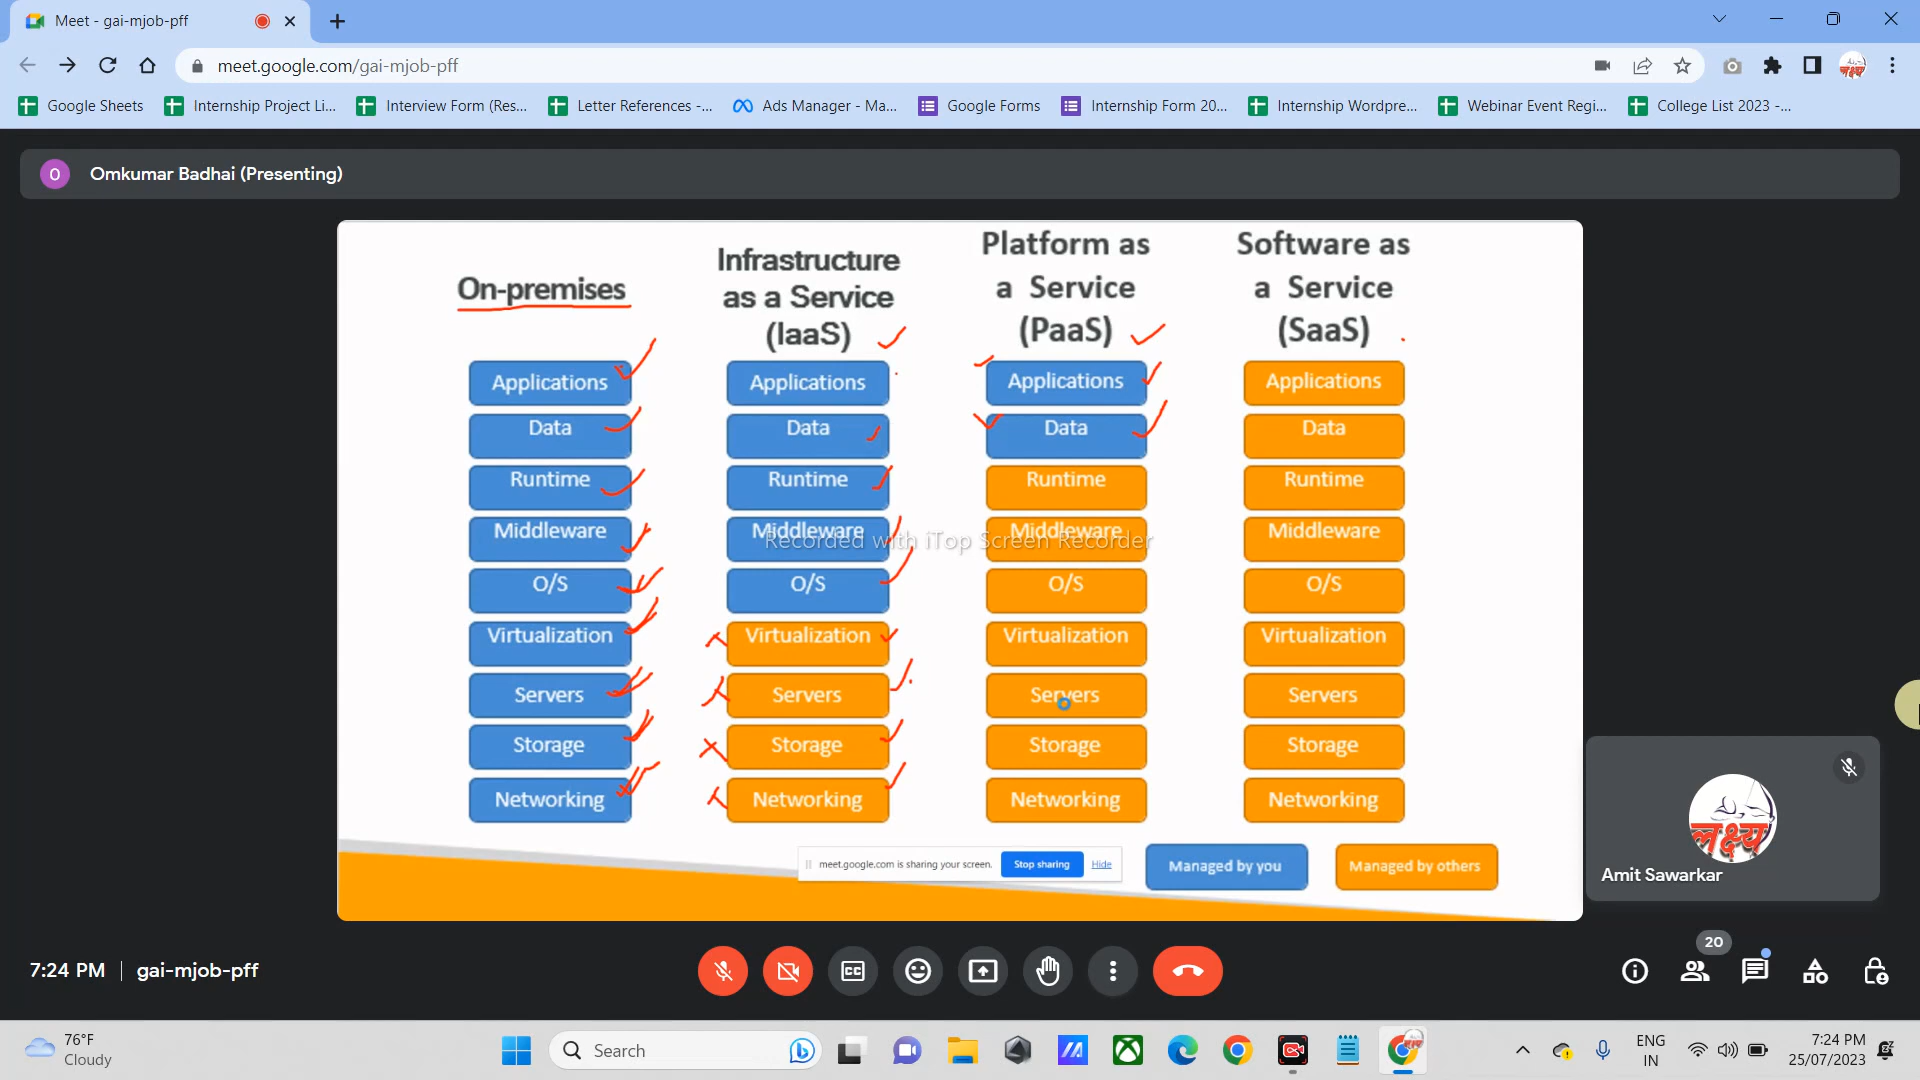 Meet - gai-mjob-pff
meet.google.com/gai-mjob-pff
Google Sheets
Internship Project Li...
Interview Form (Res...
Letter References -...
Ads Manager - Ma...
Google Forms
Internship Form 20...
Internship Wordpre...
Webinar Event Regi...
College List 2023 -...
O
Omkumar Badhai (Presenting)
On-premises
Applications
Data
Runtime
Middleware
O/S
Virtualization
Servers
Storage
Networking
Infrastructure
as a Service
(IaaS)
Applications
Data
Runtime
Middleware
O/S
Virtualization
Servers
Storage
Networking
Platform as
a Service
(PaaS)
Applications
Data
Runtime
Middleware
O/S
Virtualization
Servers
Storage
Networking
Software as
a Service
(SaaS)
Applications
Data
Runtime
Middleware
O/S
Virtualization
Servers
Storage
Networking
Recorded with iTop Screen Recorder
meet.google.com is sharing your screen.
Stop sharing
Hide
Managed by you
Managed by others
लक्ष्य
Amit Sawarkar
7:24 PM | gai-mjob-pff
20
76°F
Cloudy
Search
ENG
IN
7:24 PM
25/07/2023